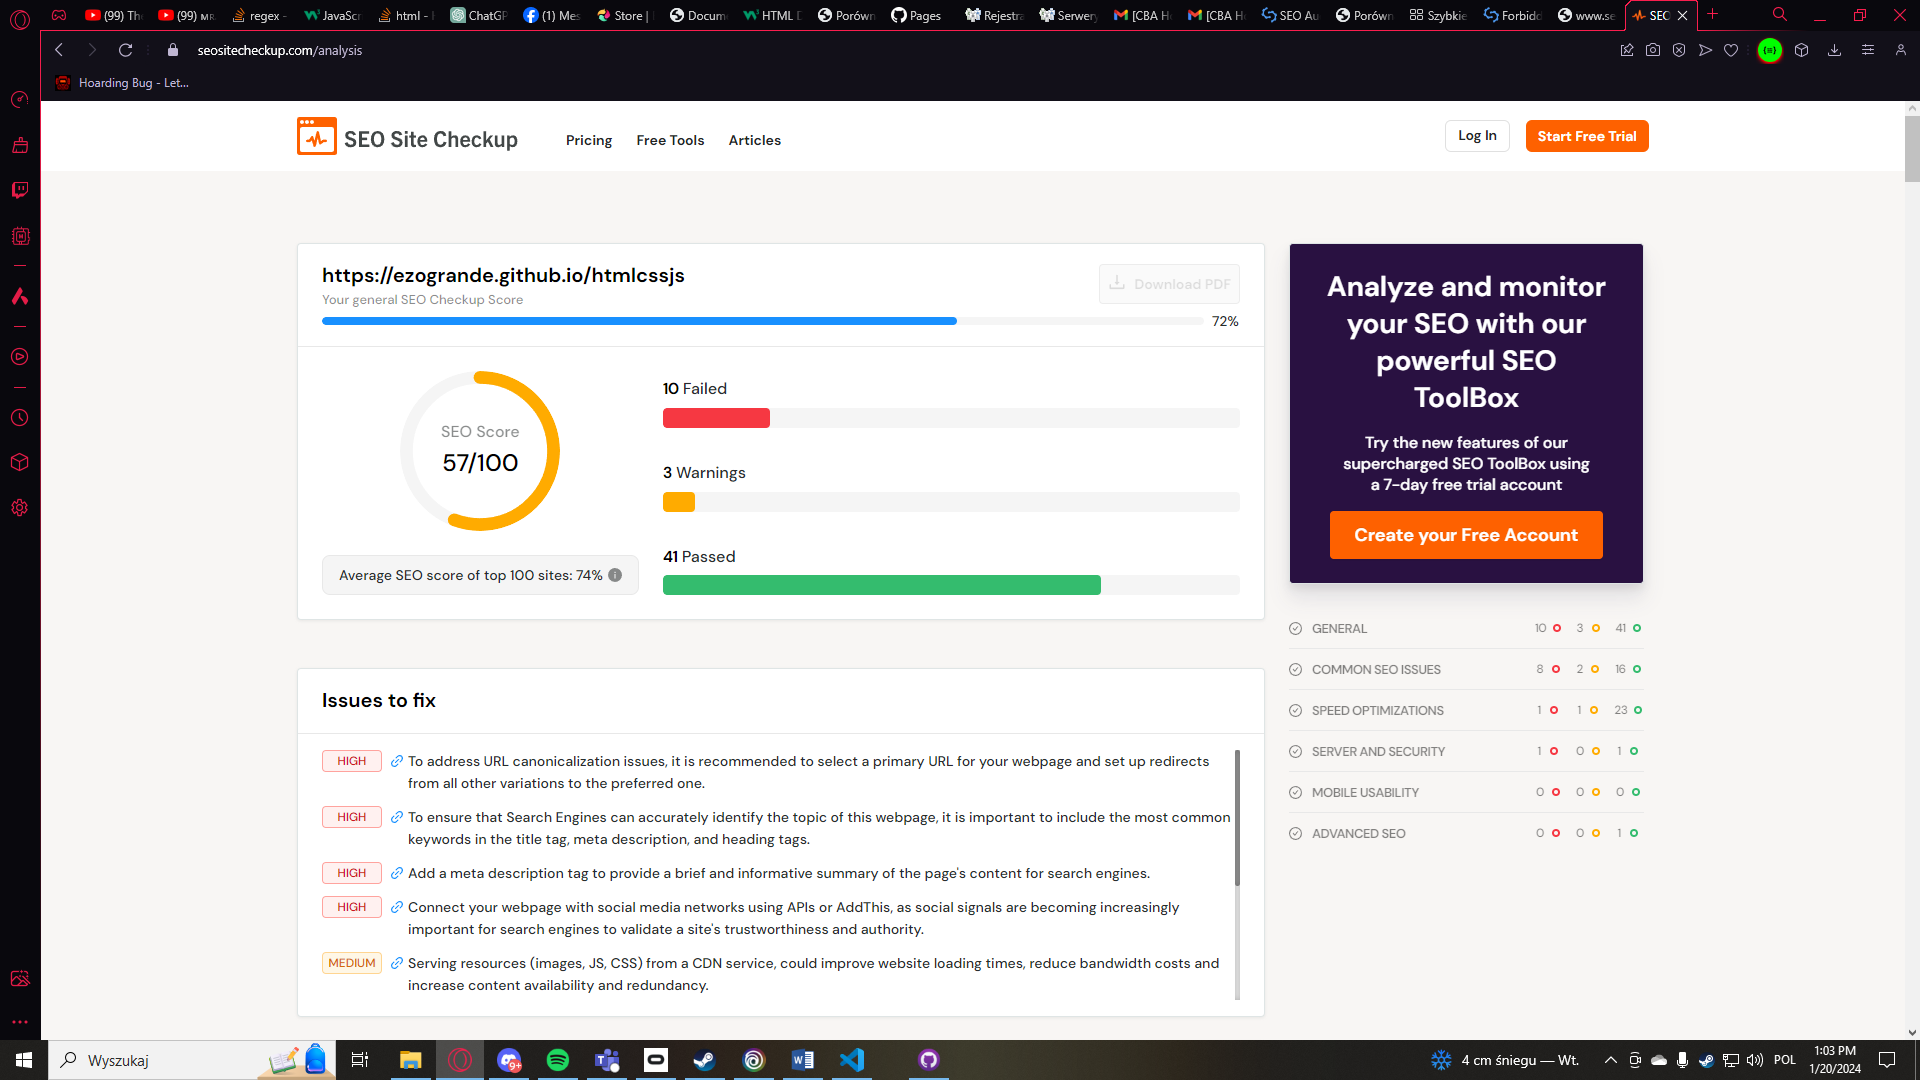 (99) Th
(99) MR.
regex -
JavaScr
html -
ChatGP
(1) Mes
Store |
Docume
HTML D
Porówn
Pages
Rejestra
Serwery
[CBA H
[CBA H
SEO Au
Porówn
Szybkie
Forbidd
www.se
SEO
seositecheckup.com/analysis
Hoarding Bug - Let...
SEO Site Checkup
Pricing
Free Tools
Articles
Log In
Start Free Trial
https://ezogrande.github.io/htmlcssjs
Your general SEO Checkup Score
Download PDF
72%
SEO Score
57/100
Average SEO score of top 100 sites: 74%
10 Failed
3 Warnings
41 Passed
Analyze and monitor
your SEO with our
powerful SEO
ToolBox
Try the new features of our
supercharged SEO ToolBox using
a 7-day free trial account
Create your Free Account
GENERAL 10 3 41
COMMON SEO ISSUES 8 2 16
SPEED OPTIMIZATIONS 1 1 23
SERVER AND SECURITY 1 0 1
MOBILE USABILITY 0 0 0
ADVANCED SEO 0 0 1
Issues to fix
HIGH To address URL canonicalization issues, it is recommended to select a primary URL for your webpage and set up redirects
from all other variations to the preferred one.
HIGH To ensure that Search Engines can accurately identify the topic of this webpage, it is important to include the most common
keywords in the title tag, meta description, and heading tags.
HIGH Add a meta description tag to provide a brief and informative summary of the page's content for search engines.
HIGH Connect your webpage with social media networks using APIs or AddThis, as social signals are becoming increasingly
important for search engines to validate a site's trustworthiness and authority.
MEDIUM Serving resources (images, JS, CSS) from a CDN service, could improve website loading times, reduce bandwidth costs and
increase content availability and redundancy.
Wyszukaj
9+
4 cm śniegu — Wt.
POL
1:03 PM
1/20/2024